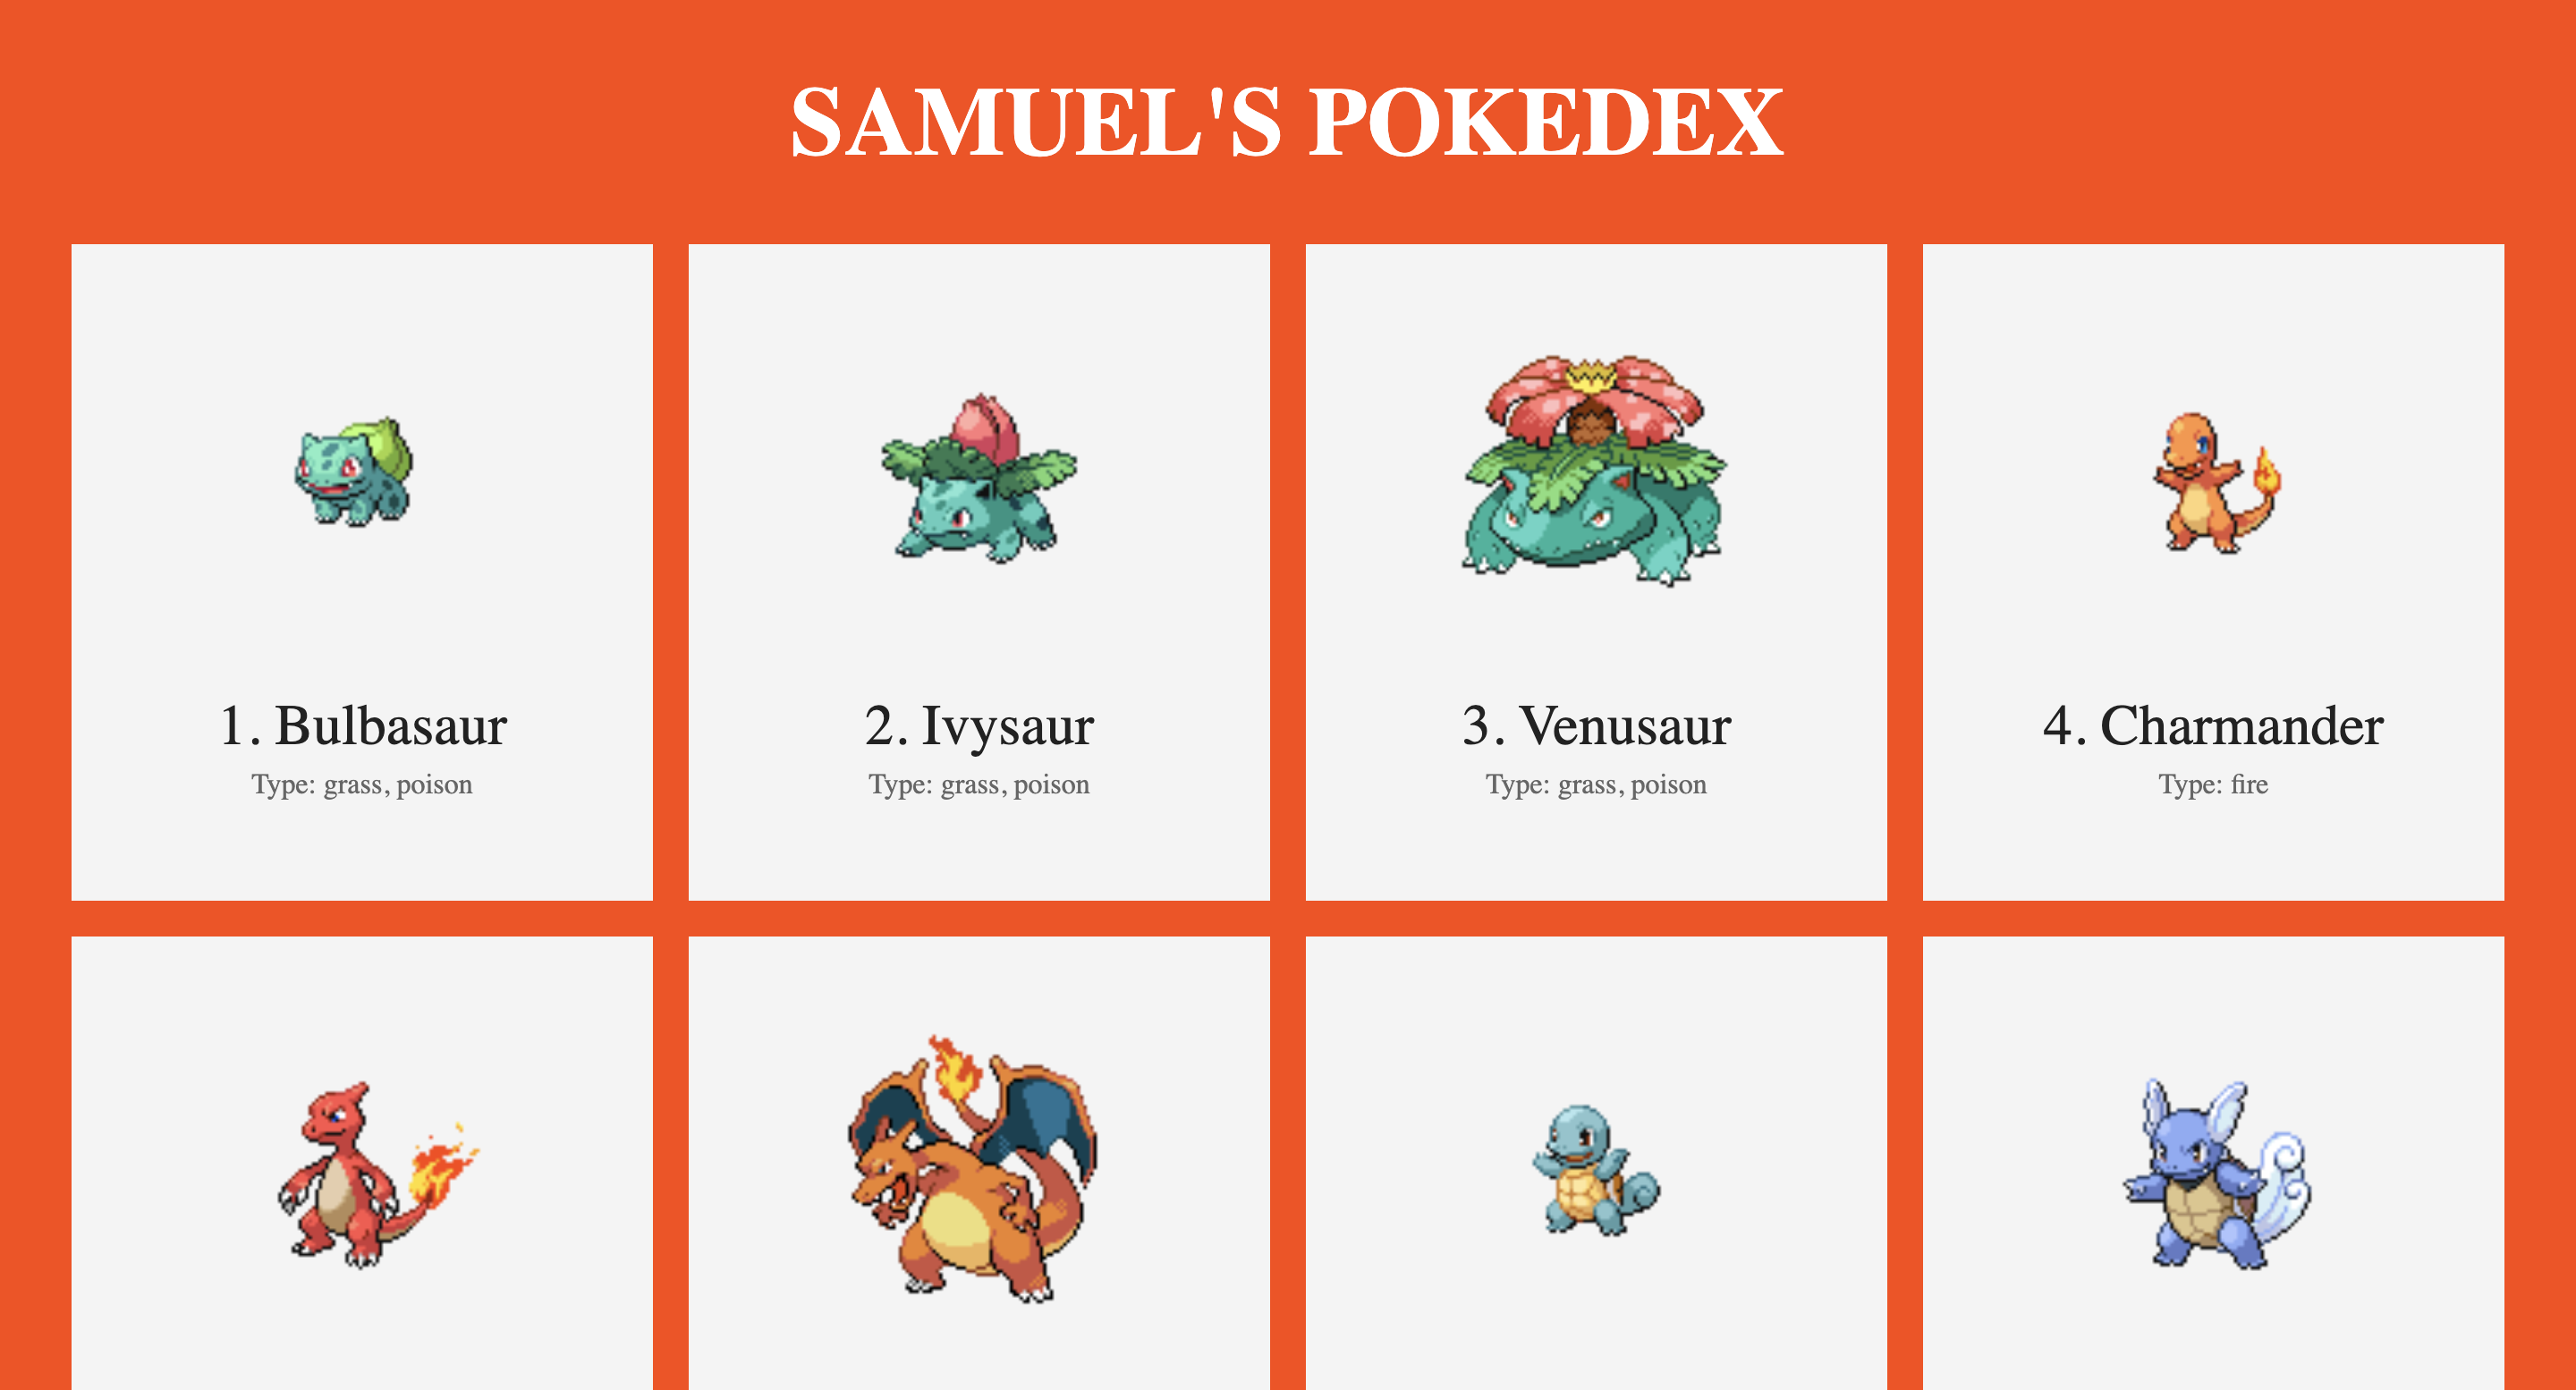 SAMUEL'S POKEDEX
1. Bulbasaur
Type: grass, poison
2. Ivysaur
Type: grass, poison
3. Venusaur
Type: grass, poison
4. Charmander
Type: fire